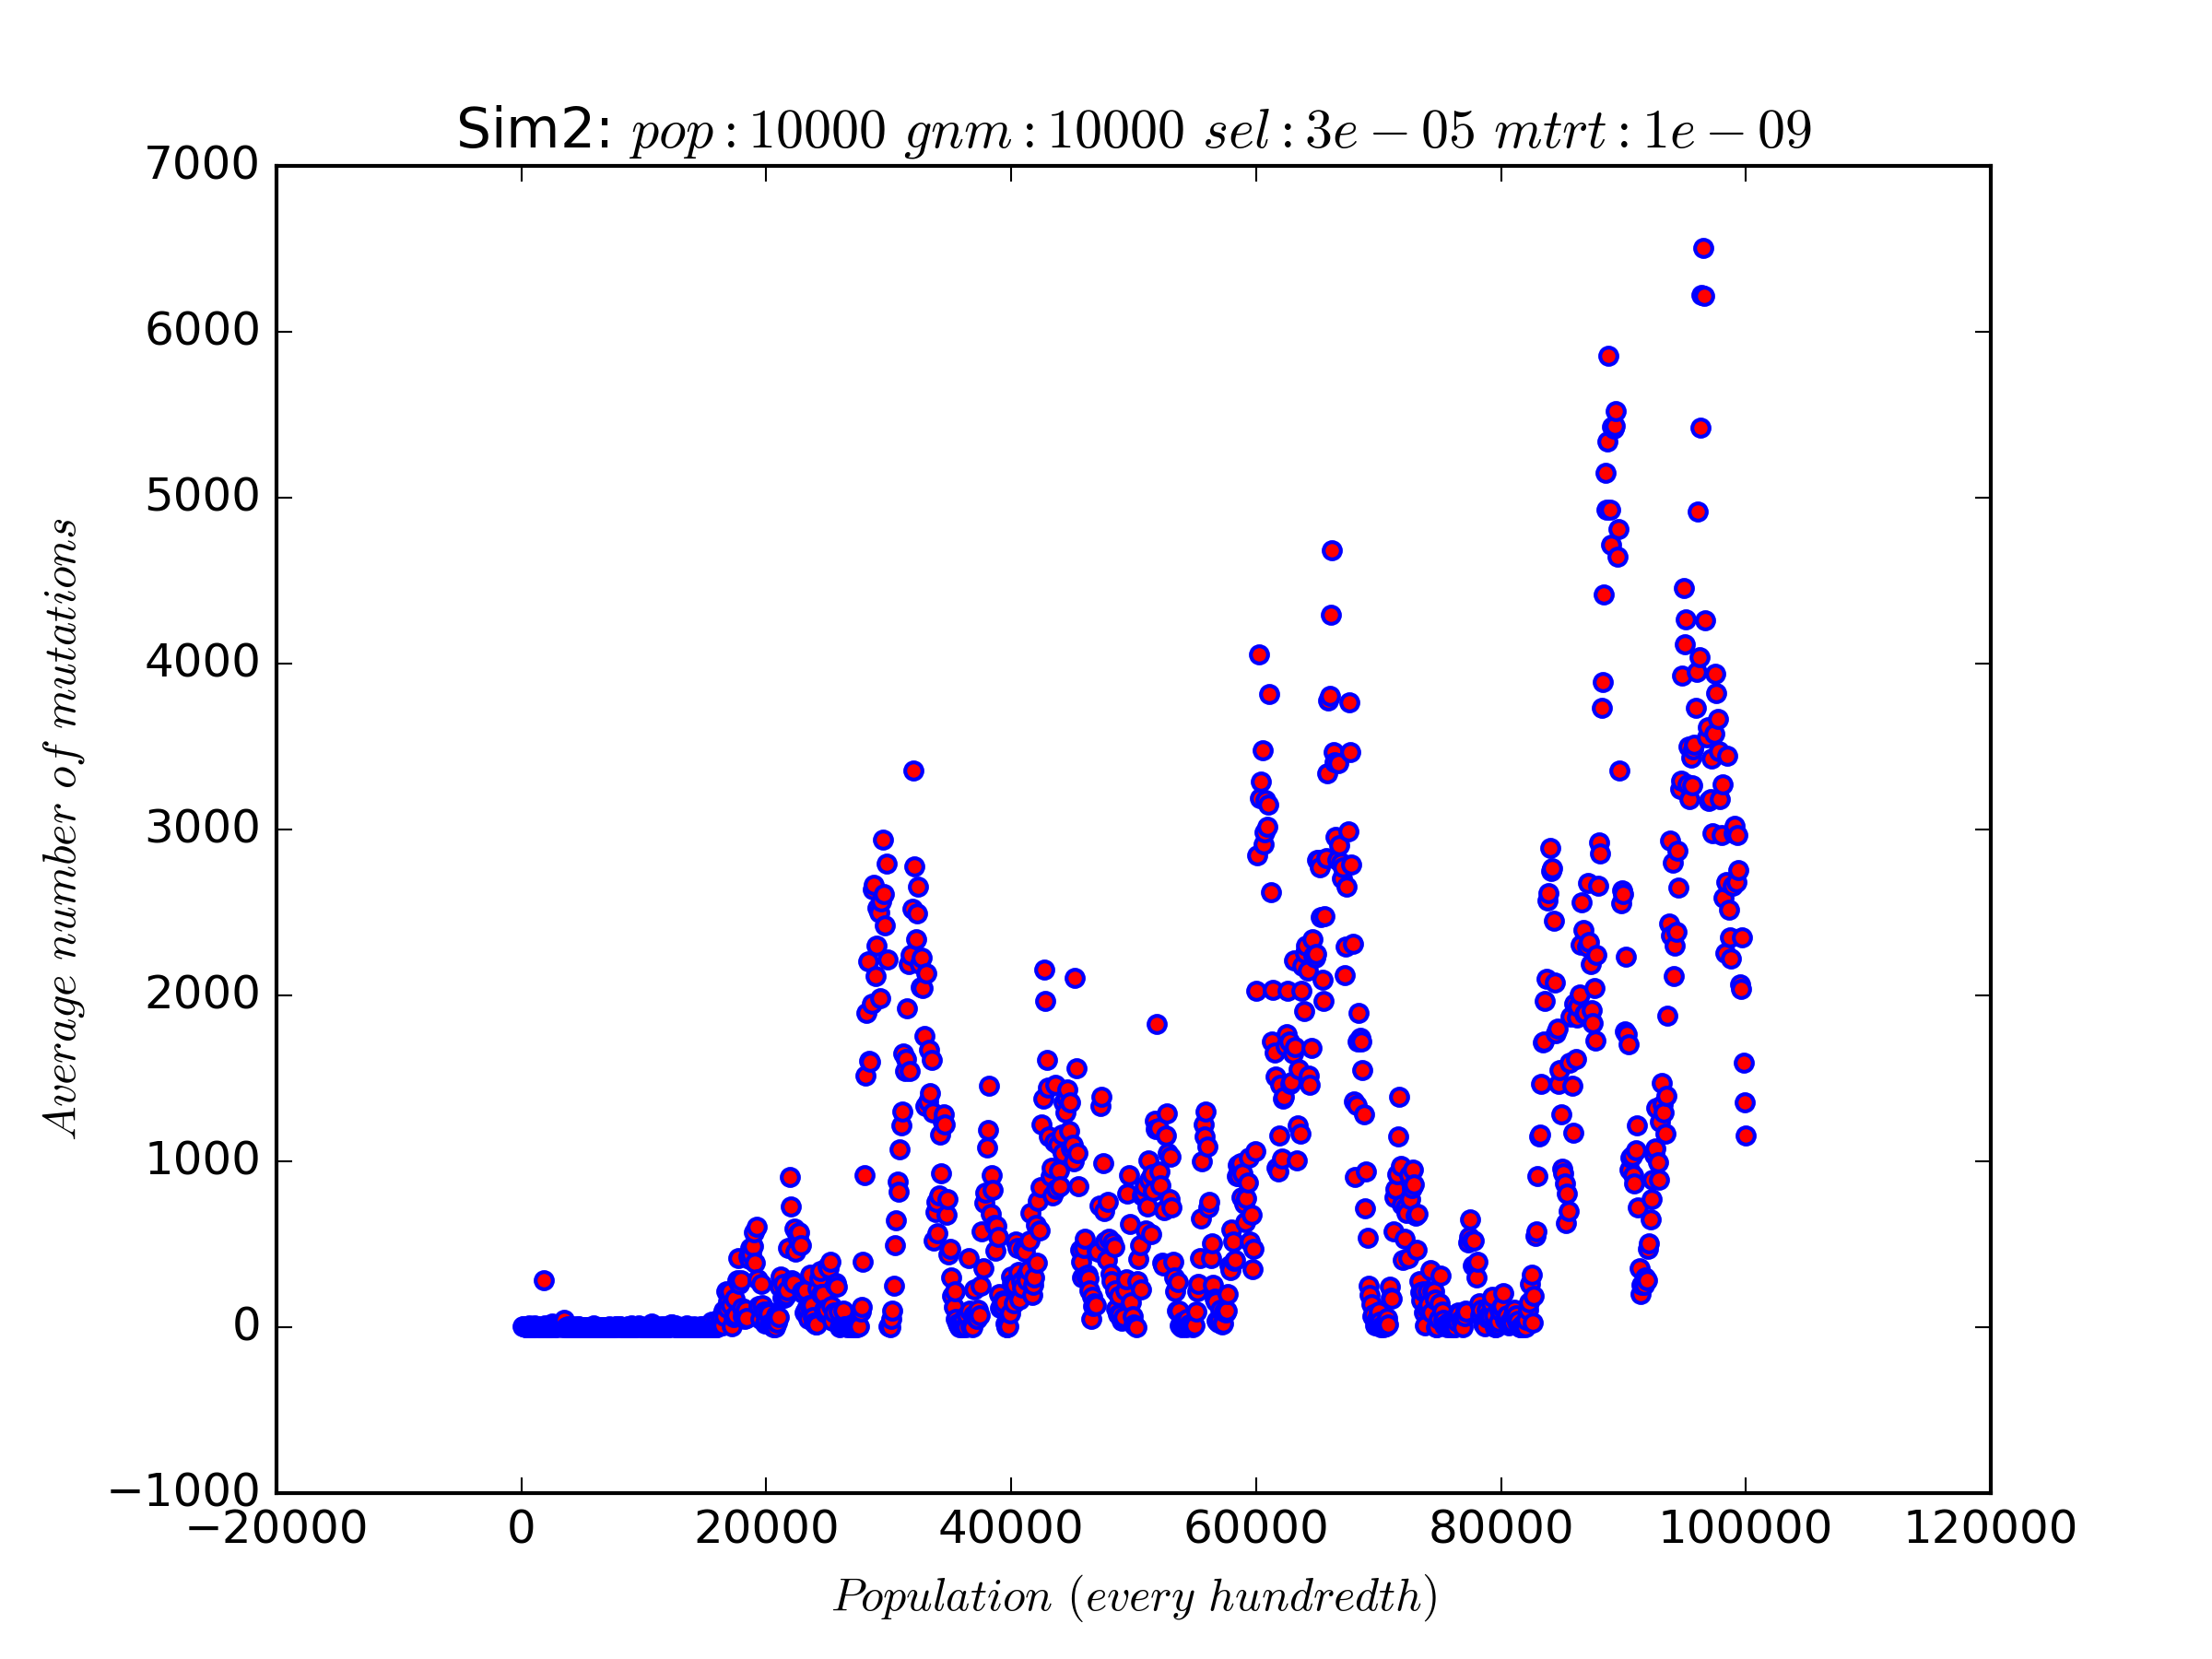 Sim2: pop : 10000 gnm : 10000 sel : 3e − 05 mtrt : 1e − 09
7000
6000
5000
4000
3000
2000
1000
0
−1000
Average number of mutations
−20000 0 20000 40000 60000 80000 100000 120000
Population (every hundredth)